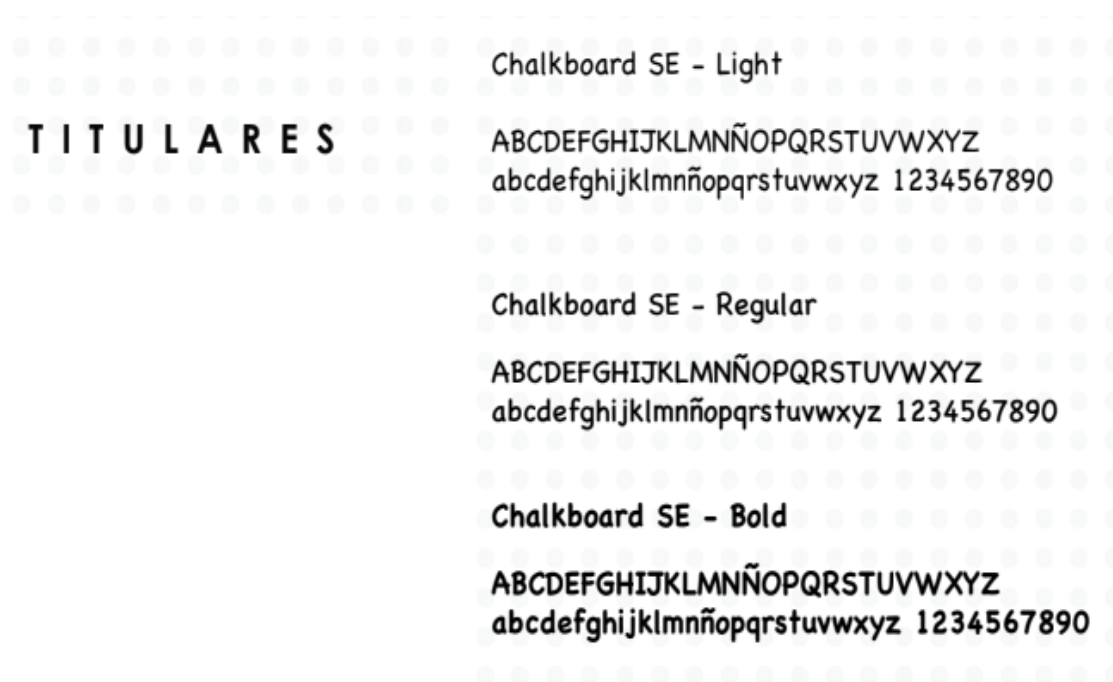 TITULARES
Chalkboard SE - Light
ABCDEFGHIJKLMNÑOPQRSTUVWXYZ
abcdefghijklmnñopqrstuvwxyz 1234567890
Chalkboard SE - Regular
ABCDEFGHIJKLMNÑOPQRSTUVWXYZ
abcdefghijklmnñopqrstuvwxyz 1234567890
Chalkboard SE - Bold
ABCDEFGHIJKLMNÑOPQRSTUVWXYZ
abcdefghijklmnñopqrstuvwxyz 1234567890